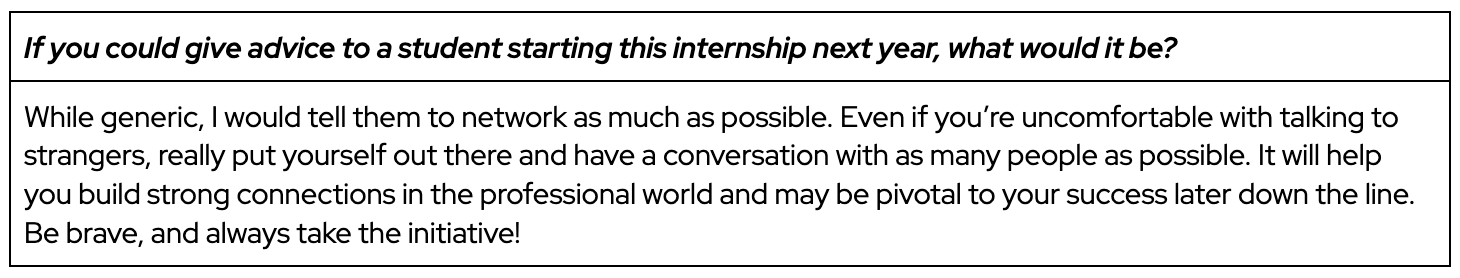 If you could give advice to a student starting this internship next year, what would it be?
While generic, I would tell them to network as much as possible. Even if you’re uncomfortable with talking to
strangers, really put yourself out there and have a conversation with as many people as possible. It will help
you build strong connections in the professional world and may be pivotal to your success later down the line.
Be brave, and always take the initiative!